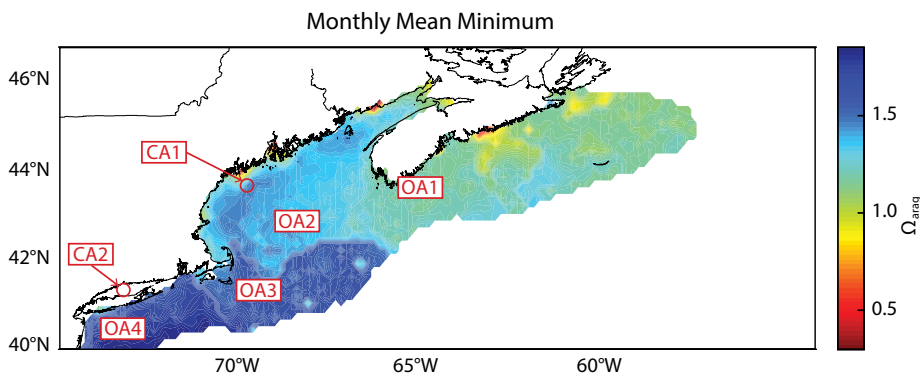 Monthly Mean Minimum
46°N
44°N
42°N
40°N
70°W
65°W
60°W
CA1
CA2
OA1
OA2
OA3
OA4
1.5
1.0
0.5
Ωarag